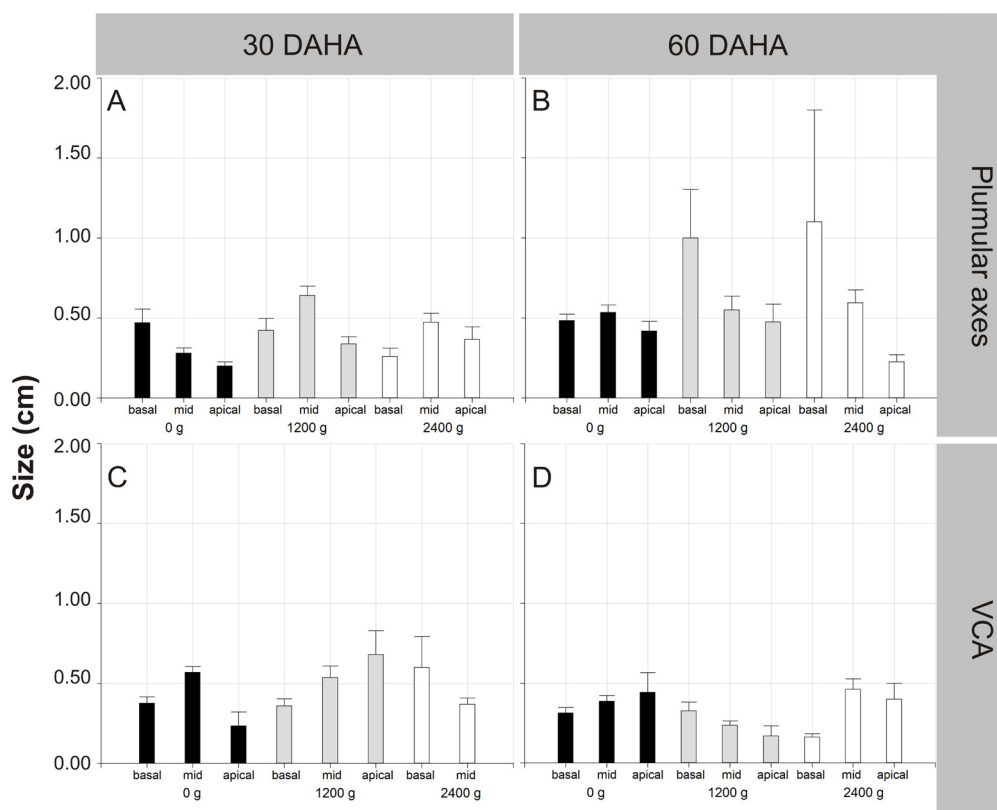 30 DAHA
60 DAHA
Plumular axes
VCA
Size (cm)
A
2.00
1.50
1.00
0.50
0.00
basal mid apical basal mid apical basal mid apical
0 g 1200 g 2400 g
B
basal mid apical basal mid apical basal mid apical
0 g 1200 g 2400 g
C
2.00
1.50
1.00
0.50
0.00
basal mid apical basal mid apical basal mid
0 g 1200 g 2400 g
D
basal mid apical basal mid apical basal mid apical
0 g 1200 g 2400 g